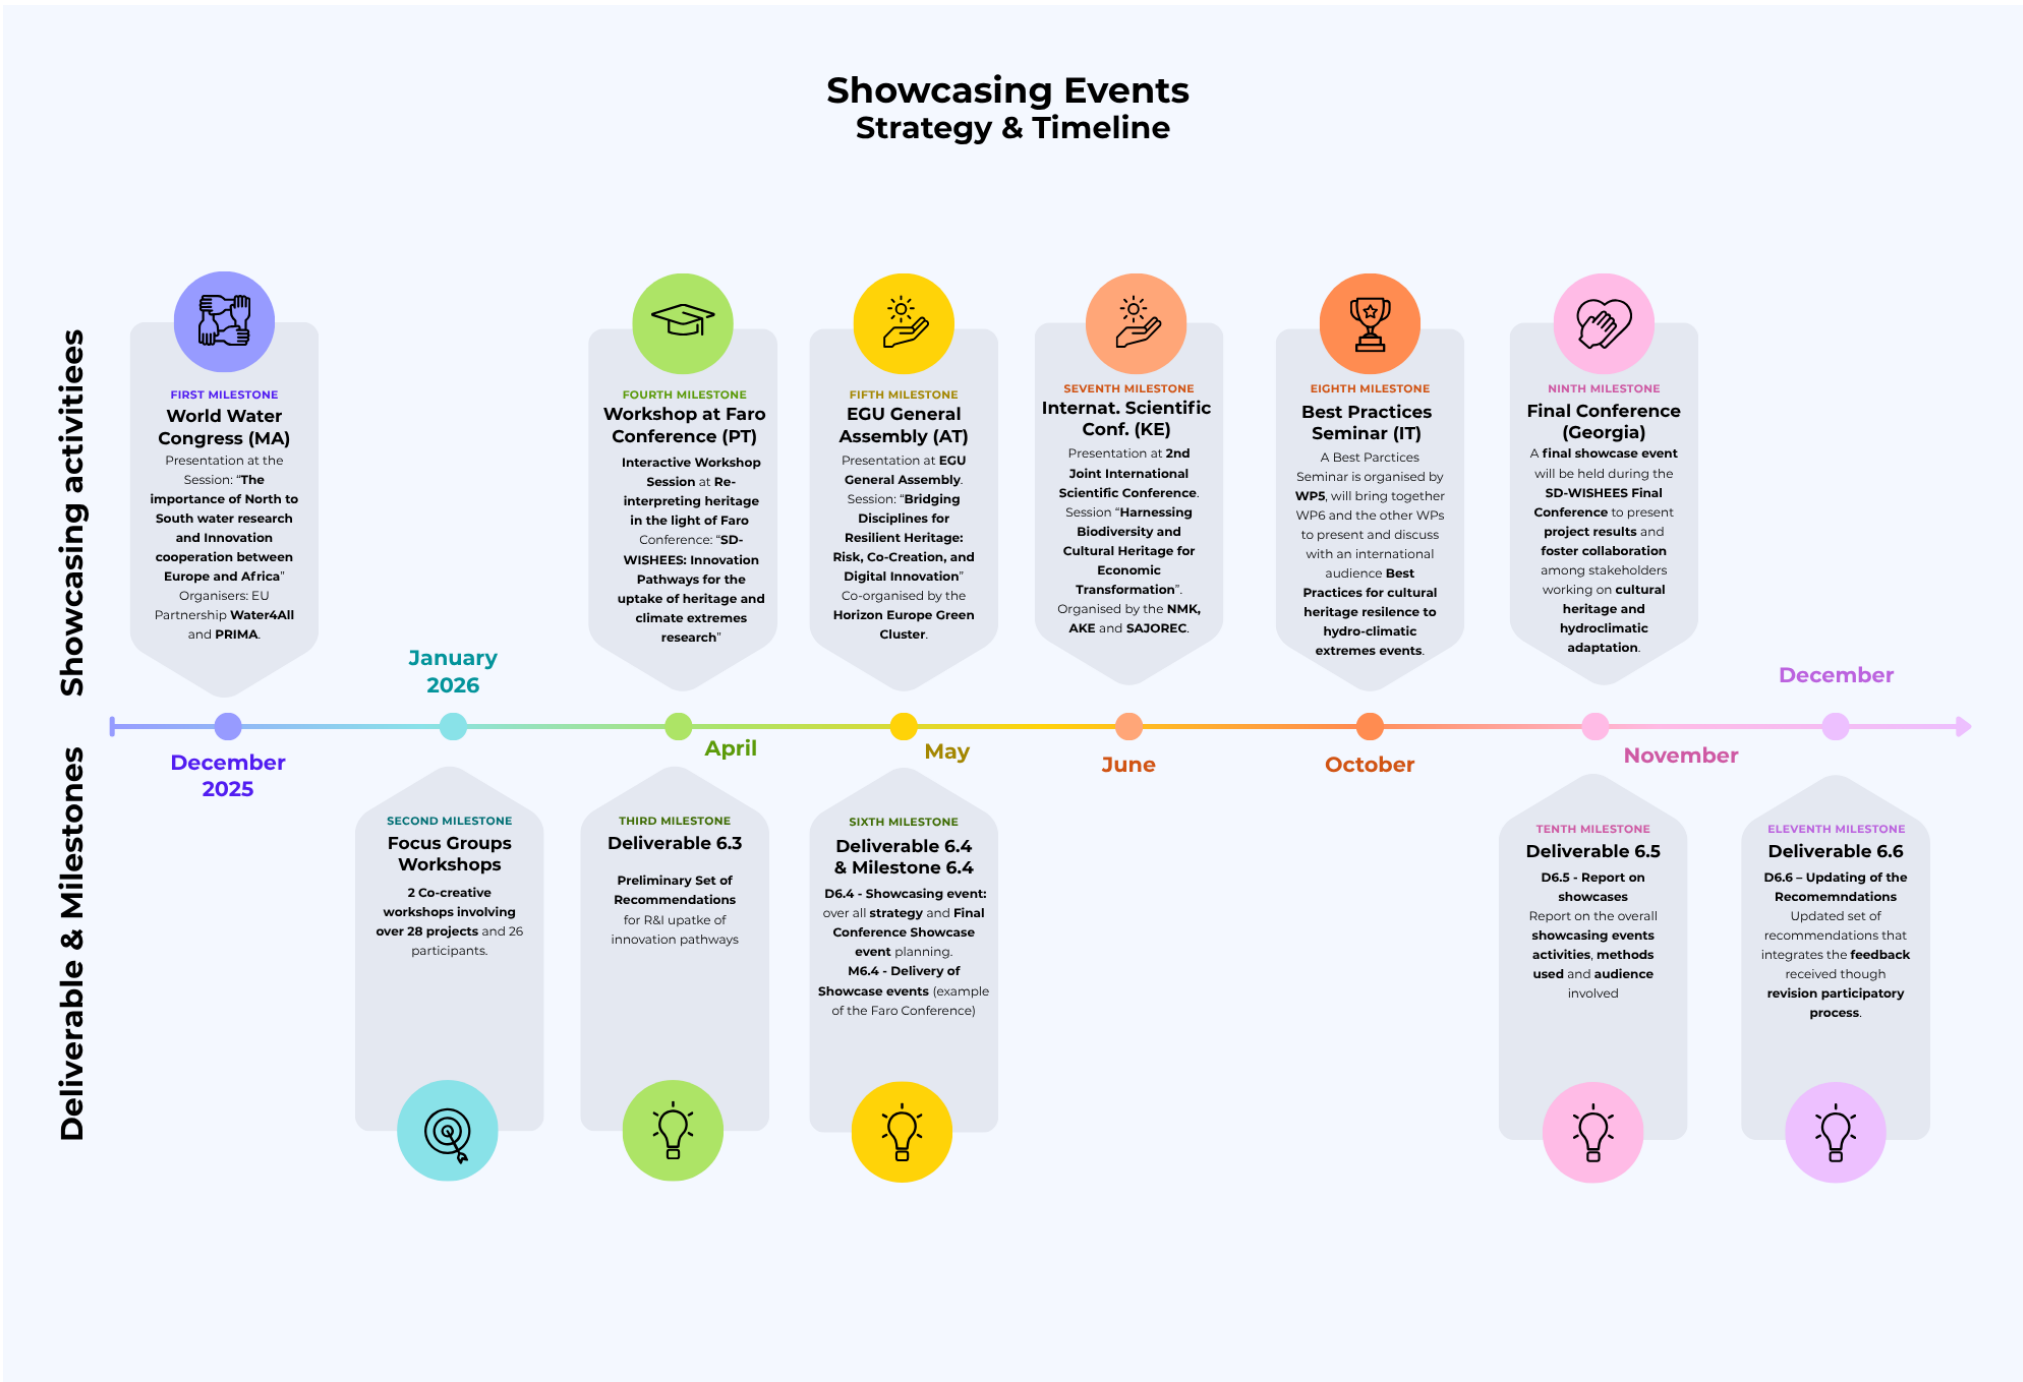 Showcasing Events
Strategy & Timeline
Showcasing activitiees
FIRST MILESTONE
World Water
Congress (MA)
Presentation at the
Session: “The
importance of North to
South water research
and Innovation
cooperation between
Europe and Africa”
Organisers: EU
Partnership Water4All
and PRIMA.
FOURTH MILESTONE
Workshop at Faro
Conference (PT)
Interactive Workshop
Session at Re-
interpreting heritage
in the light of Faro
Conference: “SD-
WISHEES: Innovation
Pathways for the
uptake of heritage and
climate extremes
research”
FIFTH MILESTONE
EGU General
Assembly (AT)
Presentation at EGU
General Assembly.
Session: “Bridging
Disciplines for
Resilient Heritage:
Risk, Co-Creation, and
Digital Innovation”
Co-organised by the
Horizon Europe Green
Cluster.
SEVENTH MILESTONE
Internat. Scientific
Conf. (KE)
Presentation at 2nd
Joint International
Scientific Conference.
Session “Harnessing
Biodiversity and
Cultural Heritage for
Economic
Transformation”.
Organised by the NMK,
AKE and SAJOREC.
EIGHTH MILESTONE
Best Practices
Seminar (IT)
A Best Parctices
Seminar is organised by
WP5, will bring together
WP6 and the other WPs
to present and discuss
with an international
audience Best
Practices for cultural
heritage resilence to
hydro-climatic
extremes events.
NINTH MILESTONE
Final Conference
(Georgia)
A final showcase event
will be held during the
SD-WISHEES Final
Conference to present
project results and
foster collaboration
among stakeholders
working on cultural
heritage and
hydroclimatic
adaptation.
December
2025
January
2026
April
May
June
October
November
December
Deliverable & Milestones
SECOND MILESTONE
Focus Groups
Workshops
2 Co-creative
workshops involving
over 28 projects and 26
participants.
THIRD MILESTONE
Deliverable 6.3
Preliminary Set of
Recommendations
for R&I upatke of
innovation pathways
SIXTH MILESTONE
Deliverable 6.4
& Milestone 6.4
D6.4 - Showcasing event:
over all strategy and Final
Conference Showcase
event planning.
M6.4 - Delivery of
Showcase events (example
of the Faro Conference)
TENTH MILESTONE
Deliverable 6.5
D6.5 - Report on
showcases
Report on the overall
showcasing events
activities, methods
used and audience
involved
ELEVENTH MILESTONE
Deliverable 6.6
D6.6 – Updating of the
Recomemndations
Updated set of
recommendations that
integrates the feedback
received though
revision participatory
process.